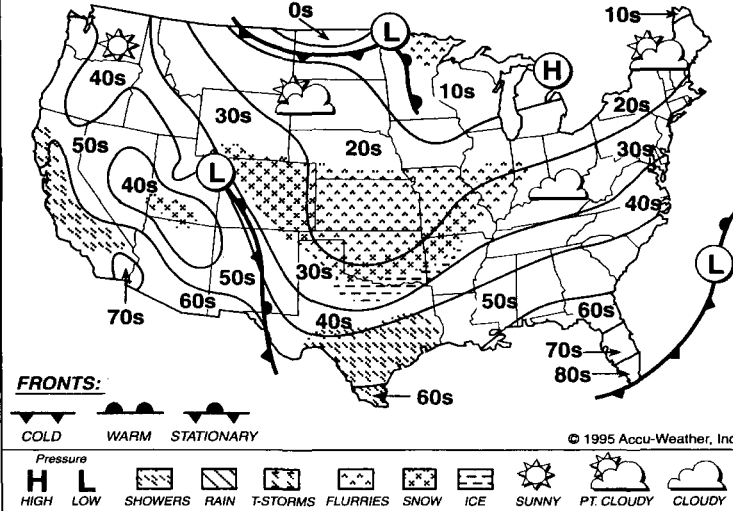 0s
10s
L
H
40s
10s
30s
20s
50s
20s
30s
L
40s
40s
L
50s
30s
60s
50s
60s
70s
40s
70s
80s
60s
FRONTS:
COLD WARM STATIONARY
© 1995 Accu-Weather, Inc
Pressure
H L
HIGH LOW SHOWERS RAIN T-STORMS FLURRIES SNOW ICE SUNNY PT. CLOUDY CLOUDY